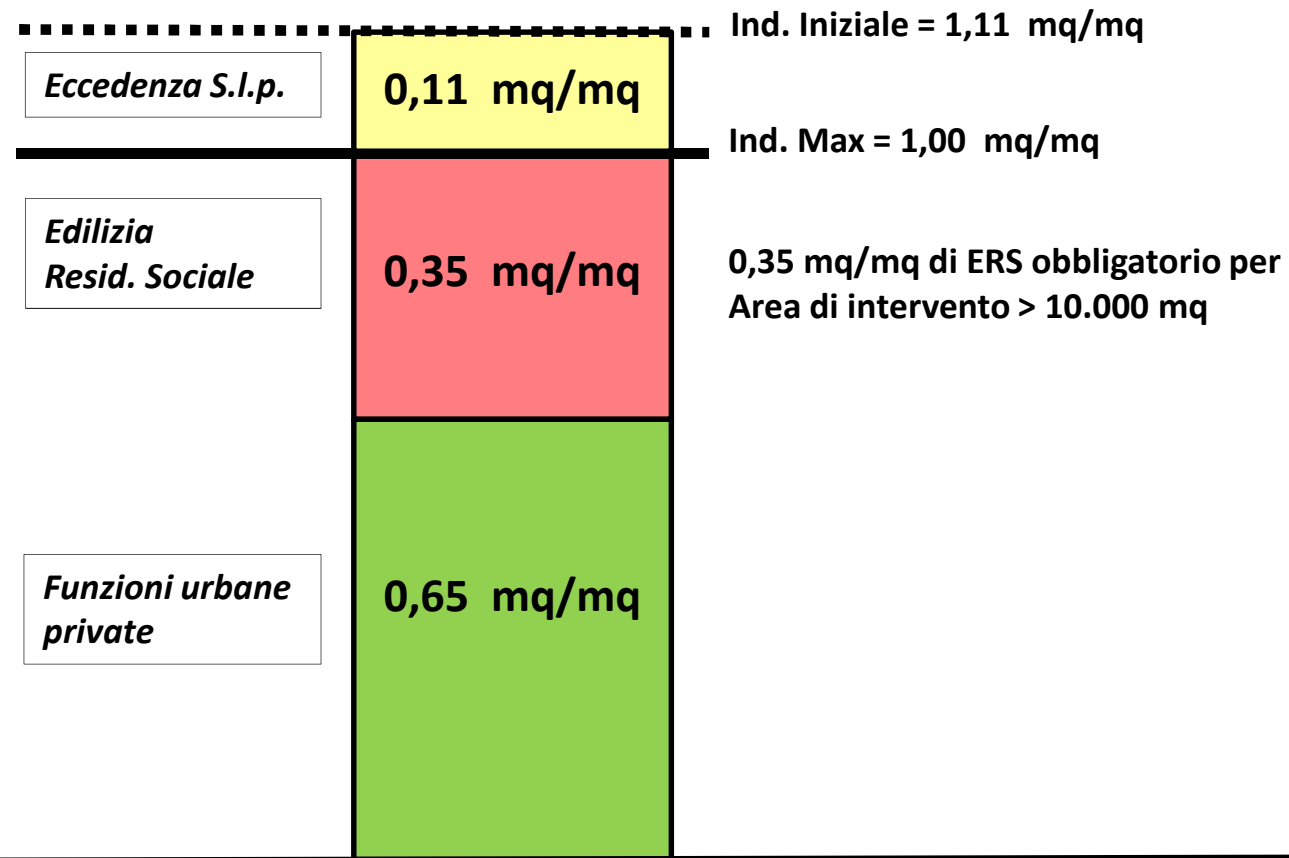 Ind. Iniziale = 1,11 mq/mq
Eccedenza S.l.p.
0,11 mq/mq
Ind. Max = 1,00 mq/mq
Edilizia
Resid. Sociale
0,35 mq/mq
0,35 mq/mq di ERS obbligatorio per
Area di intervento > 10.000 mq
Funzioni urbane
private
0,65 mq/mq